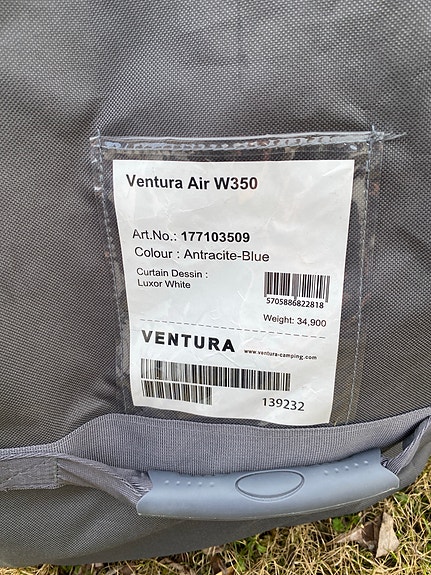 Ventura Air W350
Art.No.: 177103509
Colour : Antracite-Blue
Curtain Dessin :
Luxor White
5705886822818
Weight: 34,900
VENTURA www.ventura-camping.com
139232